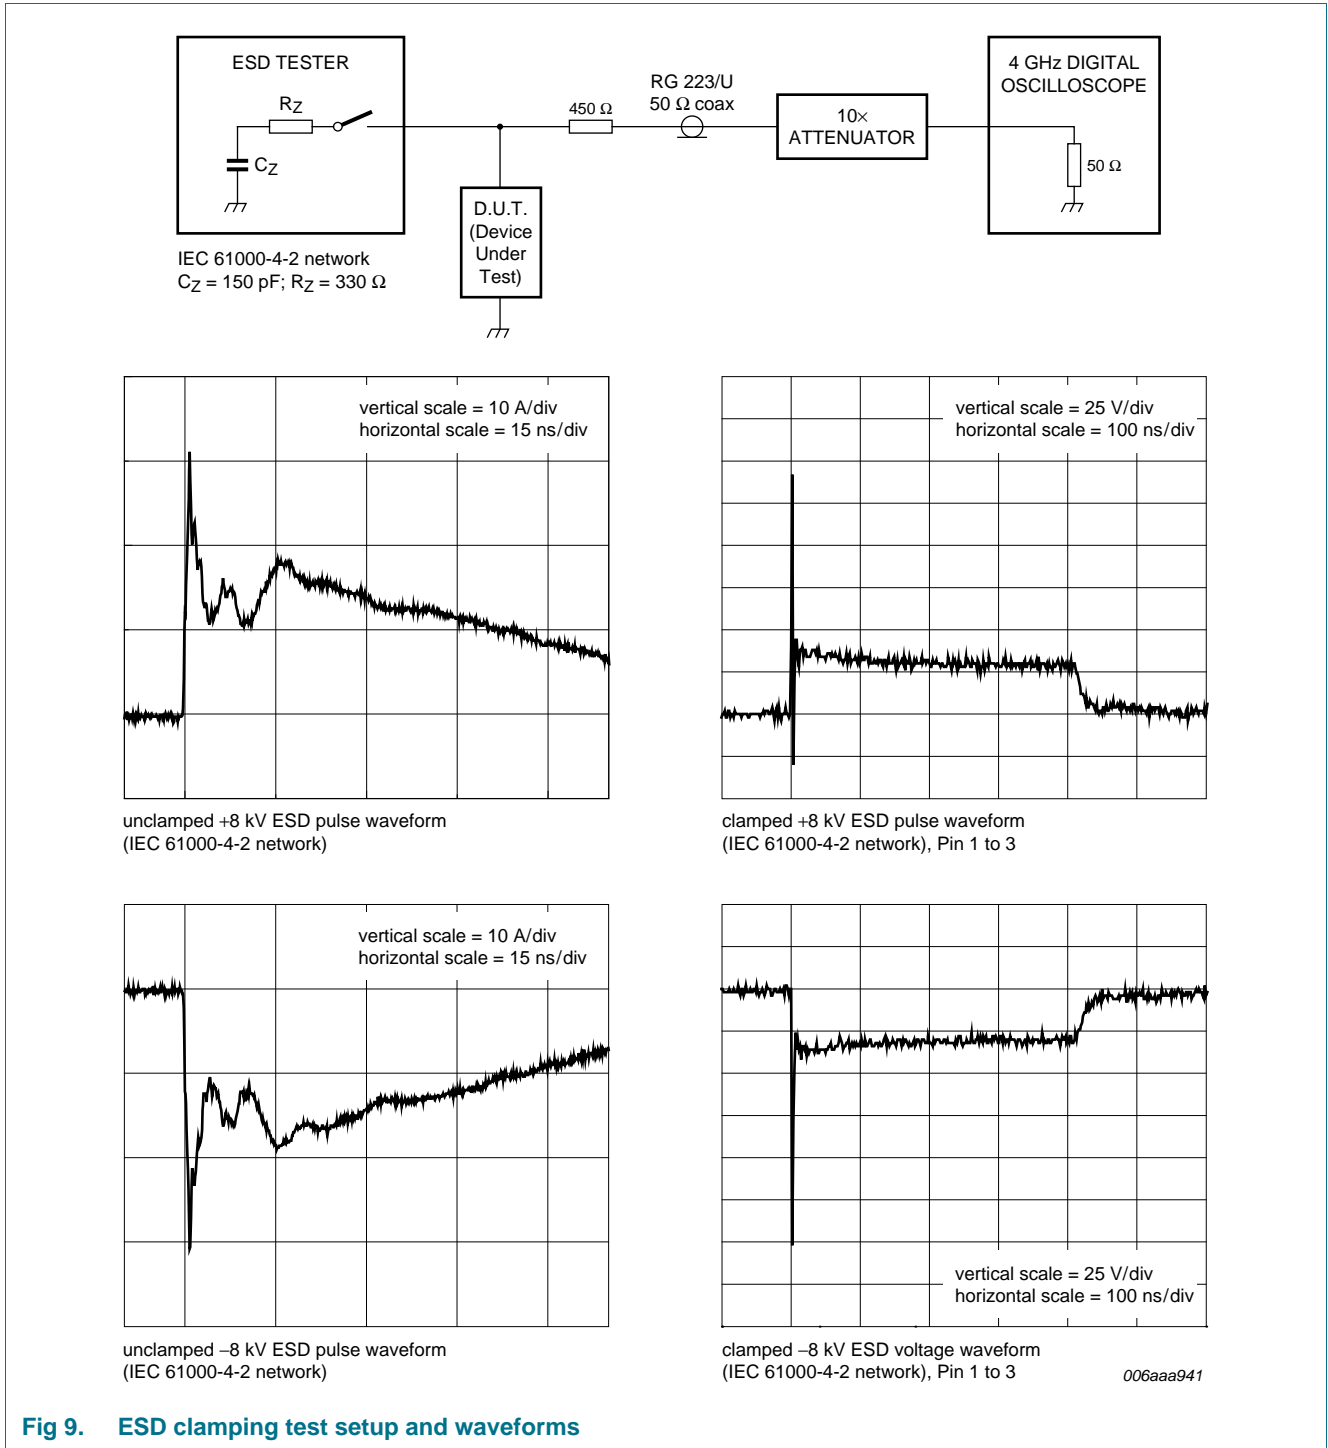 ESD TESTER
RZ
CZ
IEC 61000-4-2 network
CZ = 150 pF; RZ = 330 Ω
D.U.T.
(Device
Under
Test)
450 Ω
RG 223/U
50 Ω coax
10×
ATTENUATOR
4 GHz DIGITAL
OSCILLOSCOPE
50 Ω
vertical scale = 10 A/div
horizontal scale = 15 ns/div
unclamped +8 kV ESD pulse waveform
(IEC 61000-4-2 network)
vertical scale = 25 V/div
horizontal scale = 100 ns/div
clamped +8 kV ESD pulse waveform
(IEC 61000-4-2 network), Pin 1 to 3
vertical scale = 10 A/div
horizontal scale = 15 ns/div
unclamped −8 kV ESD pulse waveform
(IEC 61000-4-2 network)
vertical scale = 25 V/div
horizontal scale = 100 ns/div
clamped −8 kV ESD voltage waveform
(IEC 61000-4-2 network), Pin 1 to 3
006aaa941
Fig 9. ESD clamping test setup and waveforms